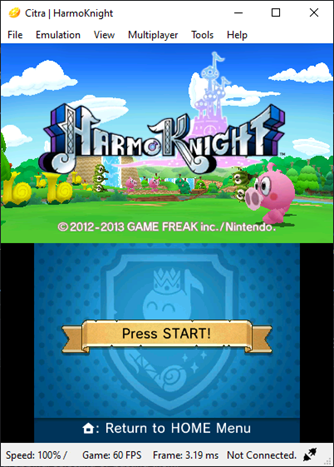 Citra | HarmoKnight
File Emulation View Multiplayer Tools Help
HARMOKNIGHT™
© 2012-2013 GAME FREAK inc./Nintendo.
Press START!
: Return to HOME Menu
Speed: 100% / Game: 60 FPS Frame: 3.19 ms Not Connected.